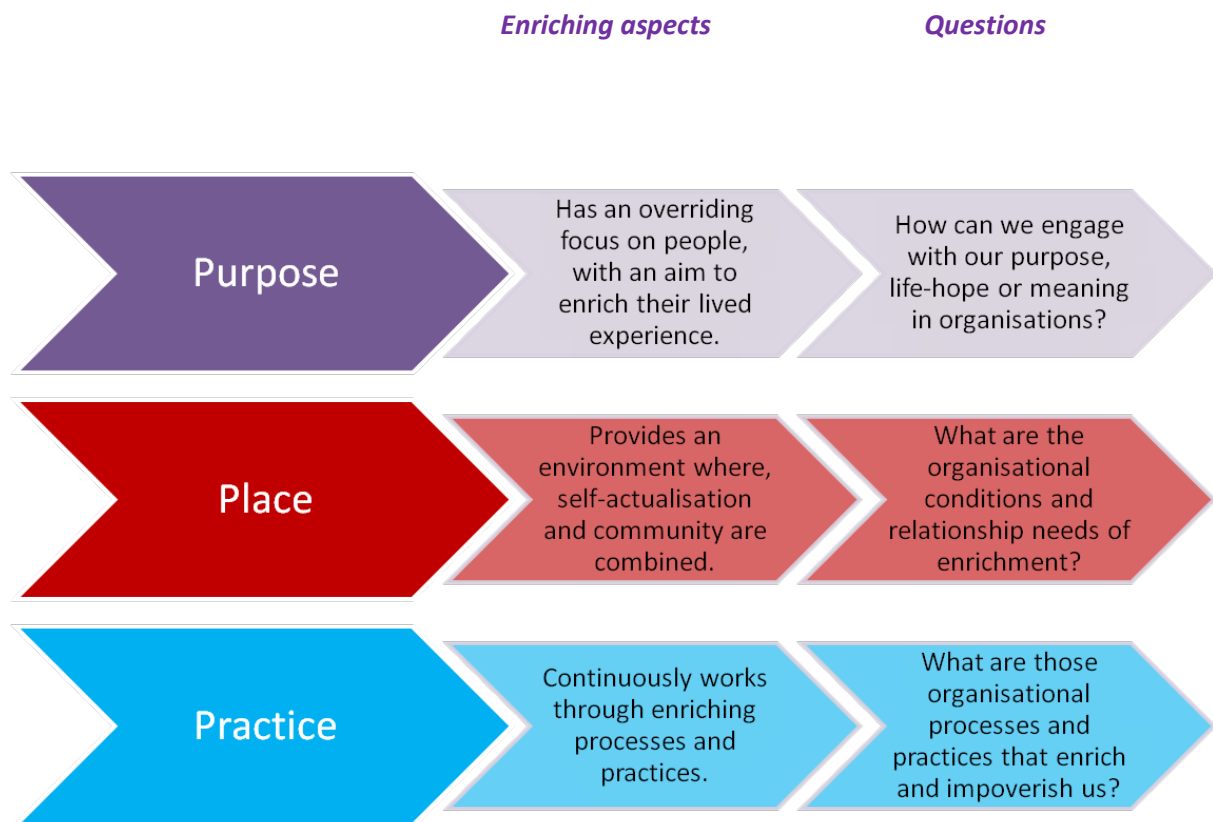 Enriching aspects
Questions
Purpose
Has an overriding
focus on people,
with an aim to
enrich their lived
experience.
How can we engage
with our purpose,
life-hope or meaning
in organisations?
Place
Provides an
environment where,
self-actualisation
and community are
combined.
What are the
organisational
conditions and
relationship needs of
enrichment?
Practice
Continuously works
through enriching
processes and
practices.
What are those
organisational
processes and
practices that enrich
and impoverish us?